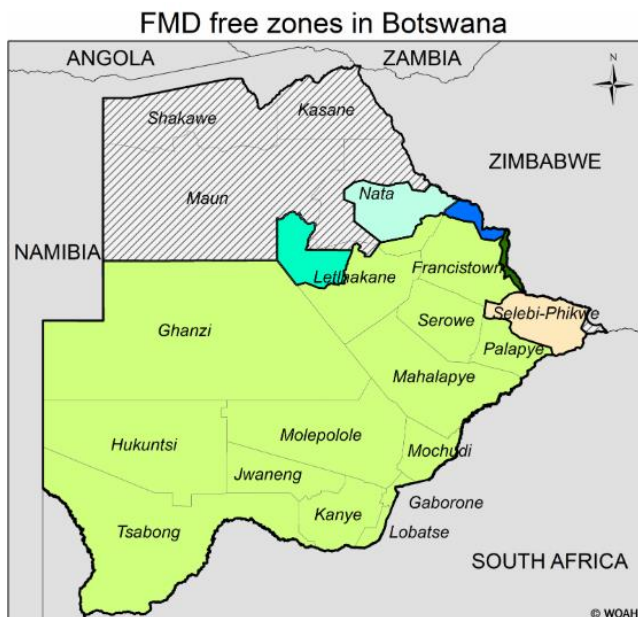 FMD free zones in Botswana
ANGOLA
ZAMBIA
N
Shakawe
Kasane
ZIMBABWE
Maun
Nata
NAMIBIA
Letlhakane
Francistown
Ghanzi
Serowe
Selebi-Phikwe
Palapye
Mahalapye
Hukuntsi
Molepolole
Mochudi
Jwaneng
Gaborone
Tsabong
Kanye
Lobatse
SOUTH AFRICA
© WOAH